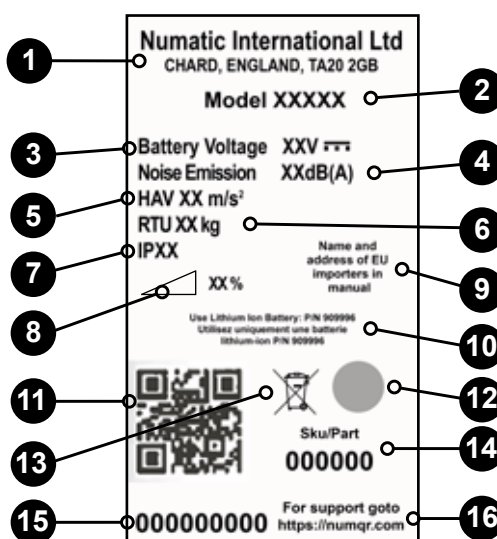 Numatic International Ltd
CHARD, ENGLAND, TA20 2GB
1
Model XXXXX
2
3
Battery Voltage XXV
Noise Emission XXdB(A)
4
5
HAV XX m/s²
RTU XX kg
6
7
IPXX
Name and
address of EU
importers in
manual
9
8
XX %
Use Lithium Ion Battery: P/N 909996
Utilisez uniquement une batterie
lithium-ion P/N 909996
10
11
12
13
Sku/Part
000000
14
15
000000000
For support goto
https://numqr.com
16